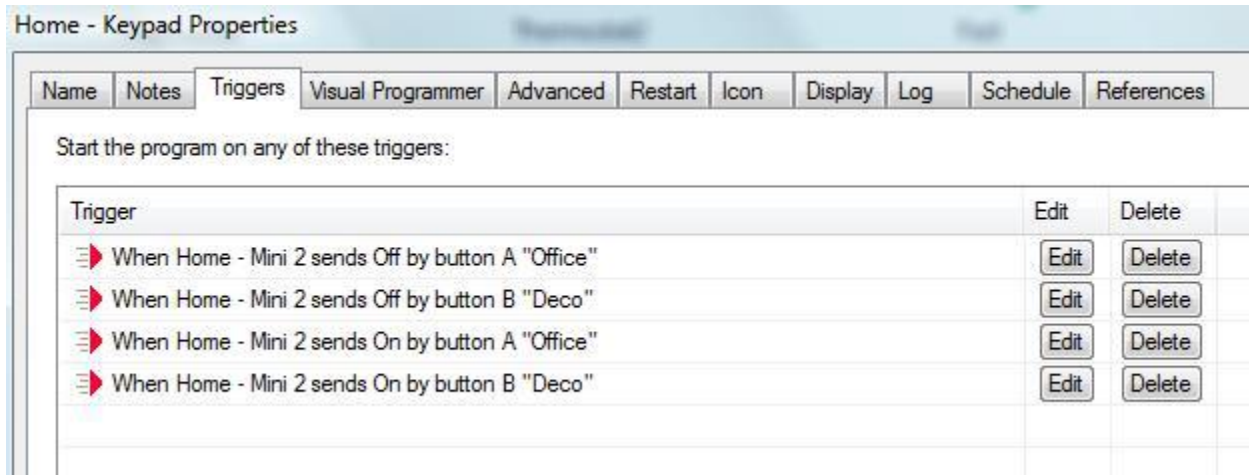 Home - Keypad Properties
Name Notes Triggers Visual Programmer Advanced Restart Icon Display Log Schedule References
Start the program on any of these triggers:
Trigger Edit Delete
When Home - Mini 2 sends Off by button A "Office" Edit Delete
When Home - Mini 2 sends Off by button B "Deco" Edit Delete
When Home - Mini 2 sends On by button A "Office" Edit Delete
When Home - Mini 2 sends On by button B "Deco" Edit Delete